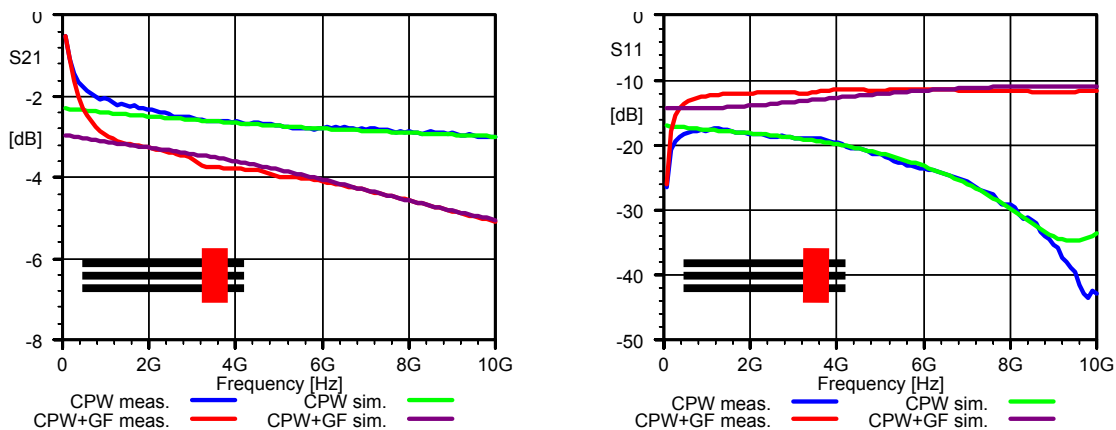 0
S21
-2
[dB]
-4
-6
-8
0 2G 4G 6G 8G 10G
Frequency [Hz]
CPW meas. CPW sim.
CPW+GF meas. CPW+GF sim.
0
S11
-10
[dB]
-20
-30
-40
-50
0 2G 4G 6G 8G 10G
Frequency [Hz]
CPW meas. CPW sim.
CPW+GF meas. CPW+GF sim.